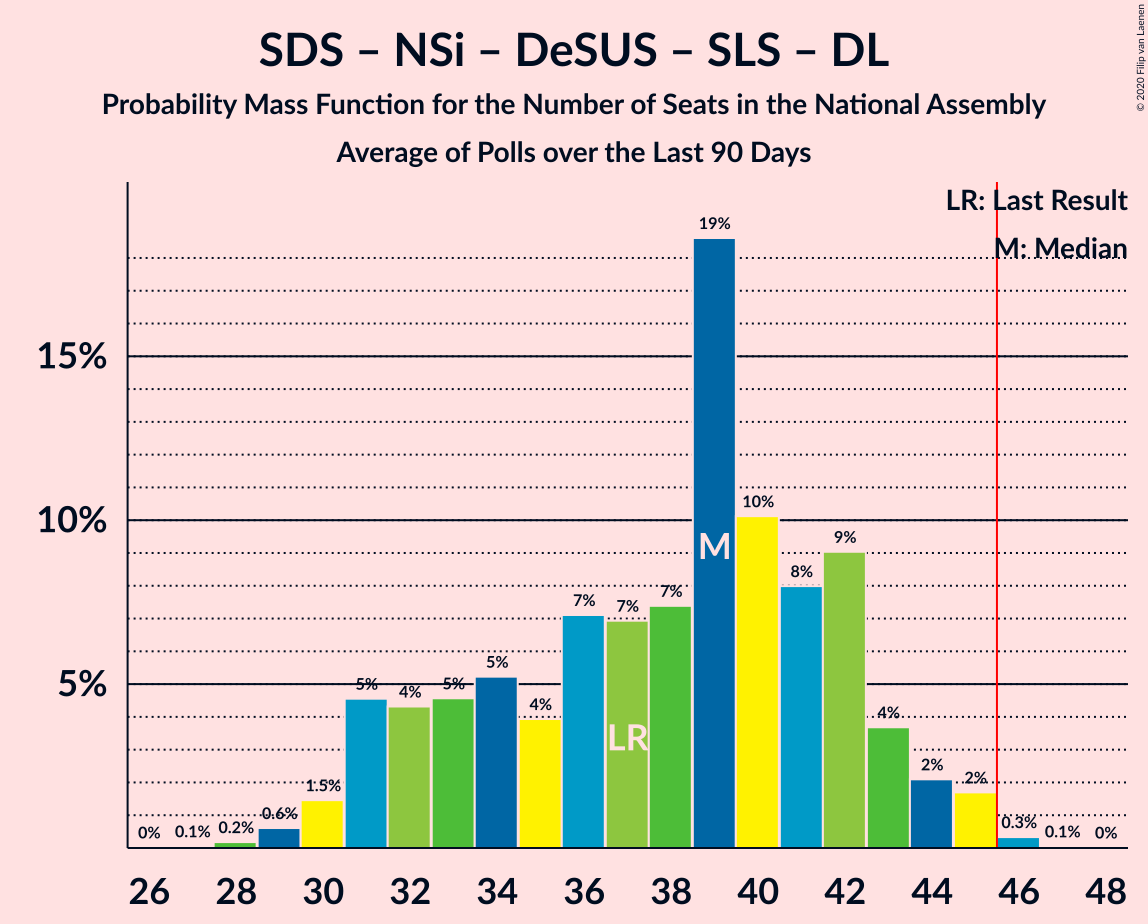 © 2020 Filip van Laenen
SDS – NSi – DeSUS – SLS – DL
Probability Mass Function for the Number of Seats in the National Assembly
Average of Polls over the Last 90 Days
LR: Last Result
M: Median
19%
15%
10%
10%
9%
M
8%
7%
7%
7%
5%
5%
5%
4%
5%
4%
LR
4%
2%
2%
1.5%
0.6%
0%
0.1%
0.2%
0.3%
0.1%
0%
26 28 30 32 34 36 38 40 42 44 46 48